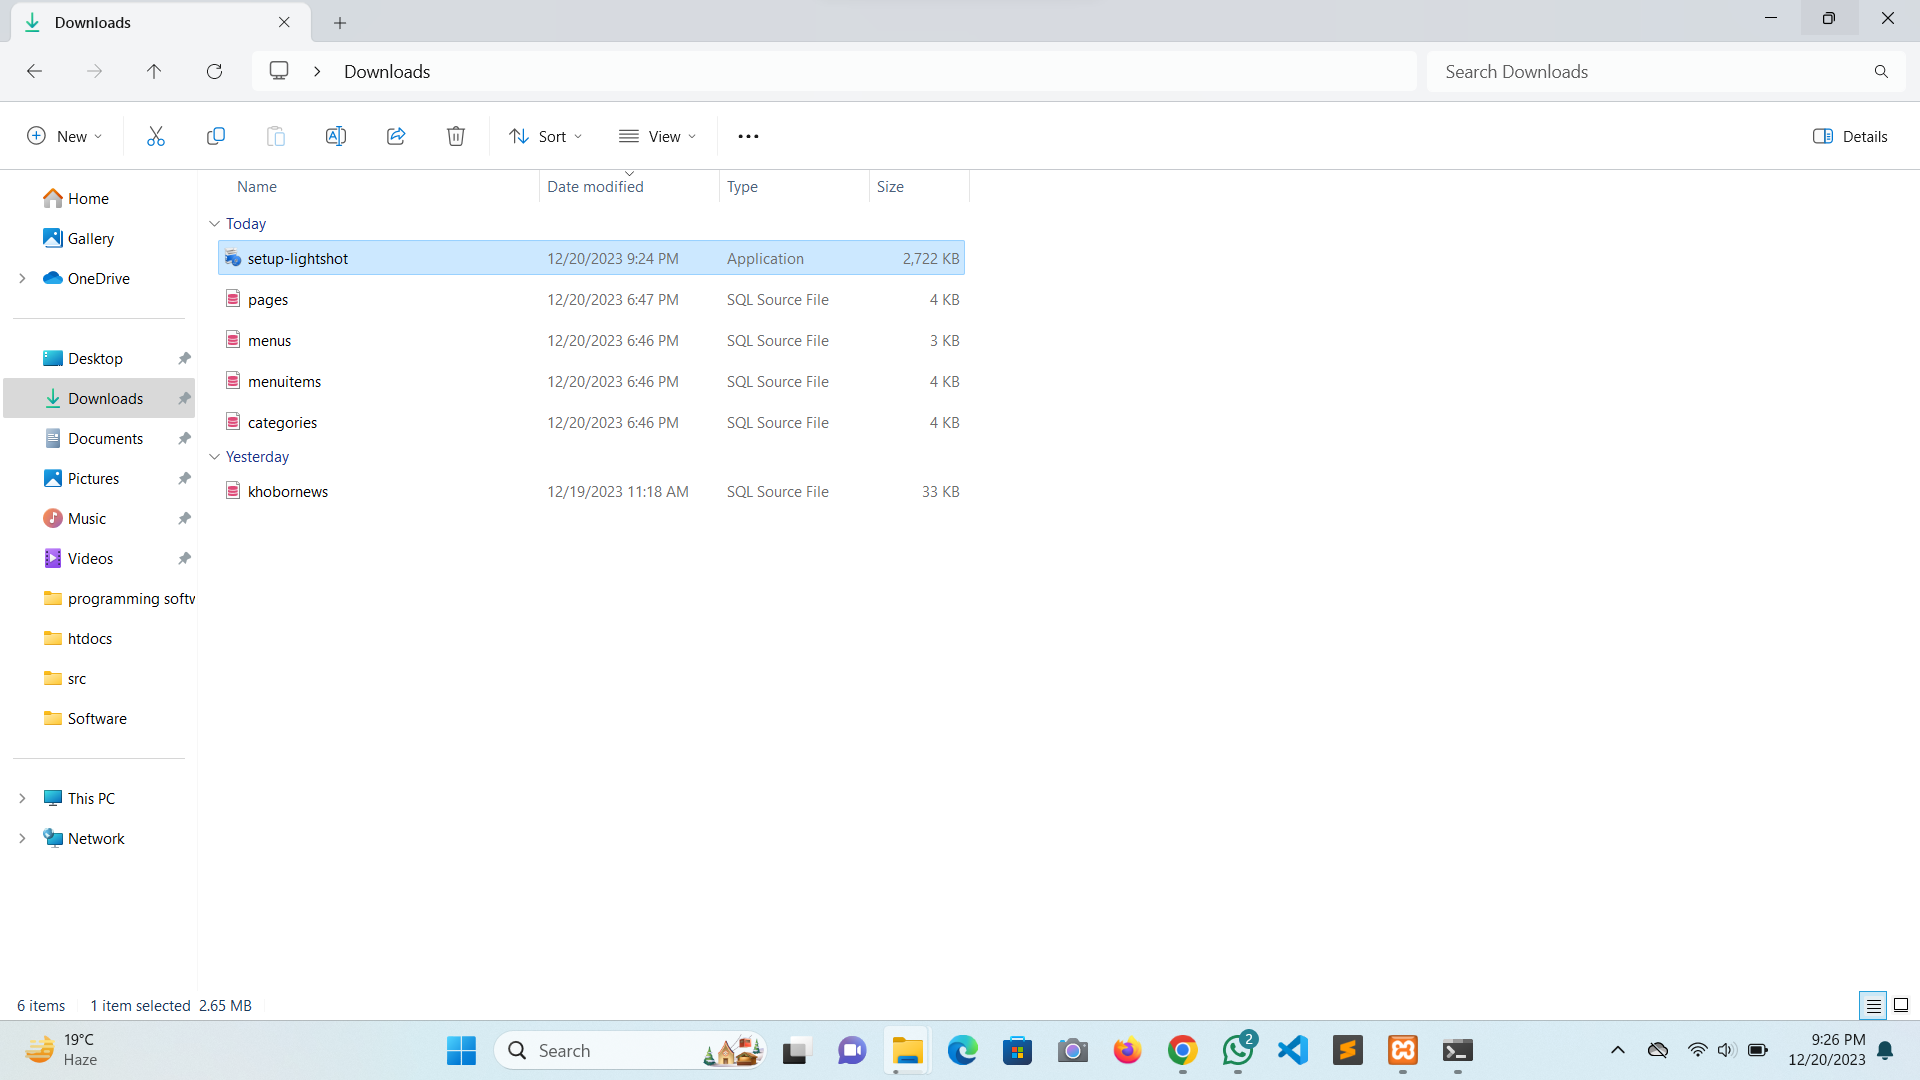 Downloads
Downloads
Search Downloads
New
Sort
View
Details
Home
Gallery
OneDrive
Desktop
Downloads
Documents
Pictures
Music
Videos
programming softw
htdocs
src
Software
This PC
Network
Name Date modified Type Size
Today
setup-lightshot 12/20/2023 9:24 PM Application 2,722 KB
pages 12/20/2023 6:47 PM SQL Source File 4 KB
menus 12/20/2023 6:46 PM SQL Source File 3 KB
menuitems 12/20/2023 6:46 PM SQL Source File 4 KB
categories 12/20/2023 6:46 PM SQL Source File 4 KB
Yesterday
khobornews 12/19/2023 11:18 AM SQL Source File 33 KB
6 items 1 item selected 2.65 MB
19°C
Haze
Search
2
9:26 PM
12/20/2023